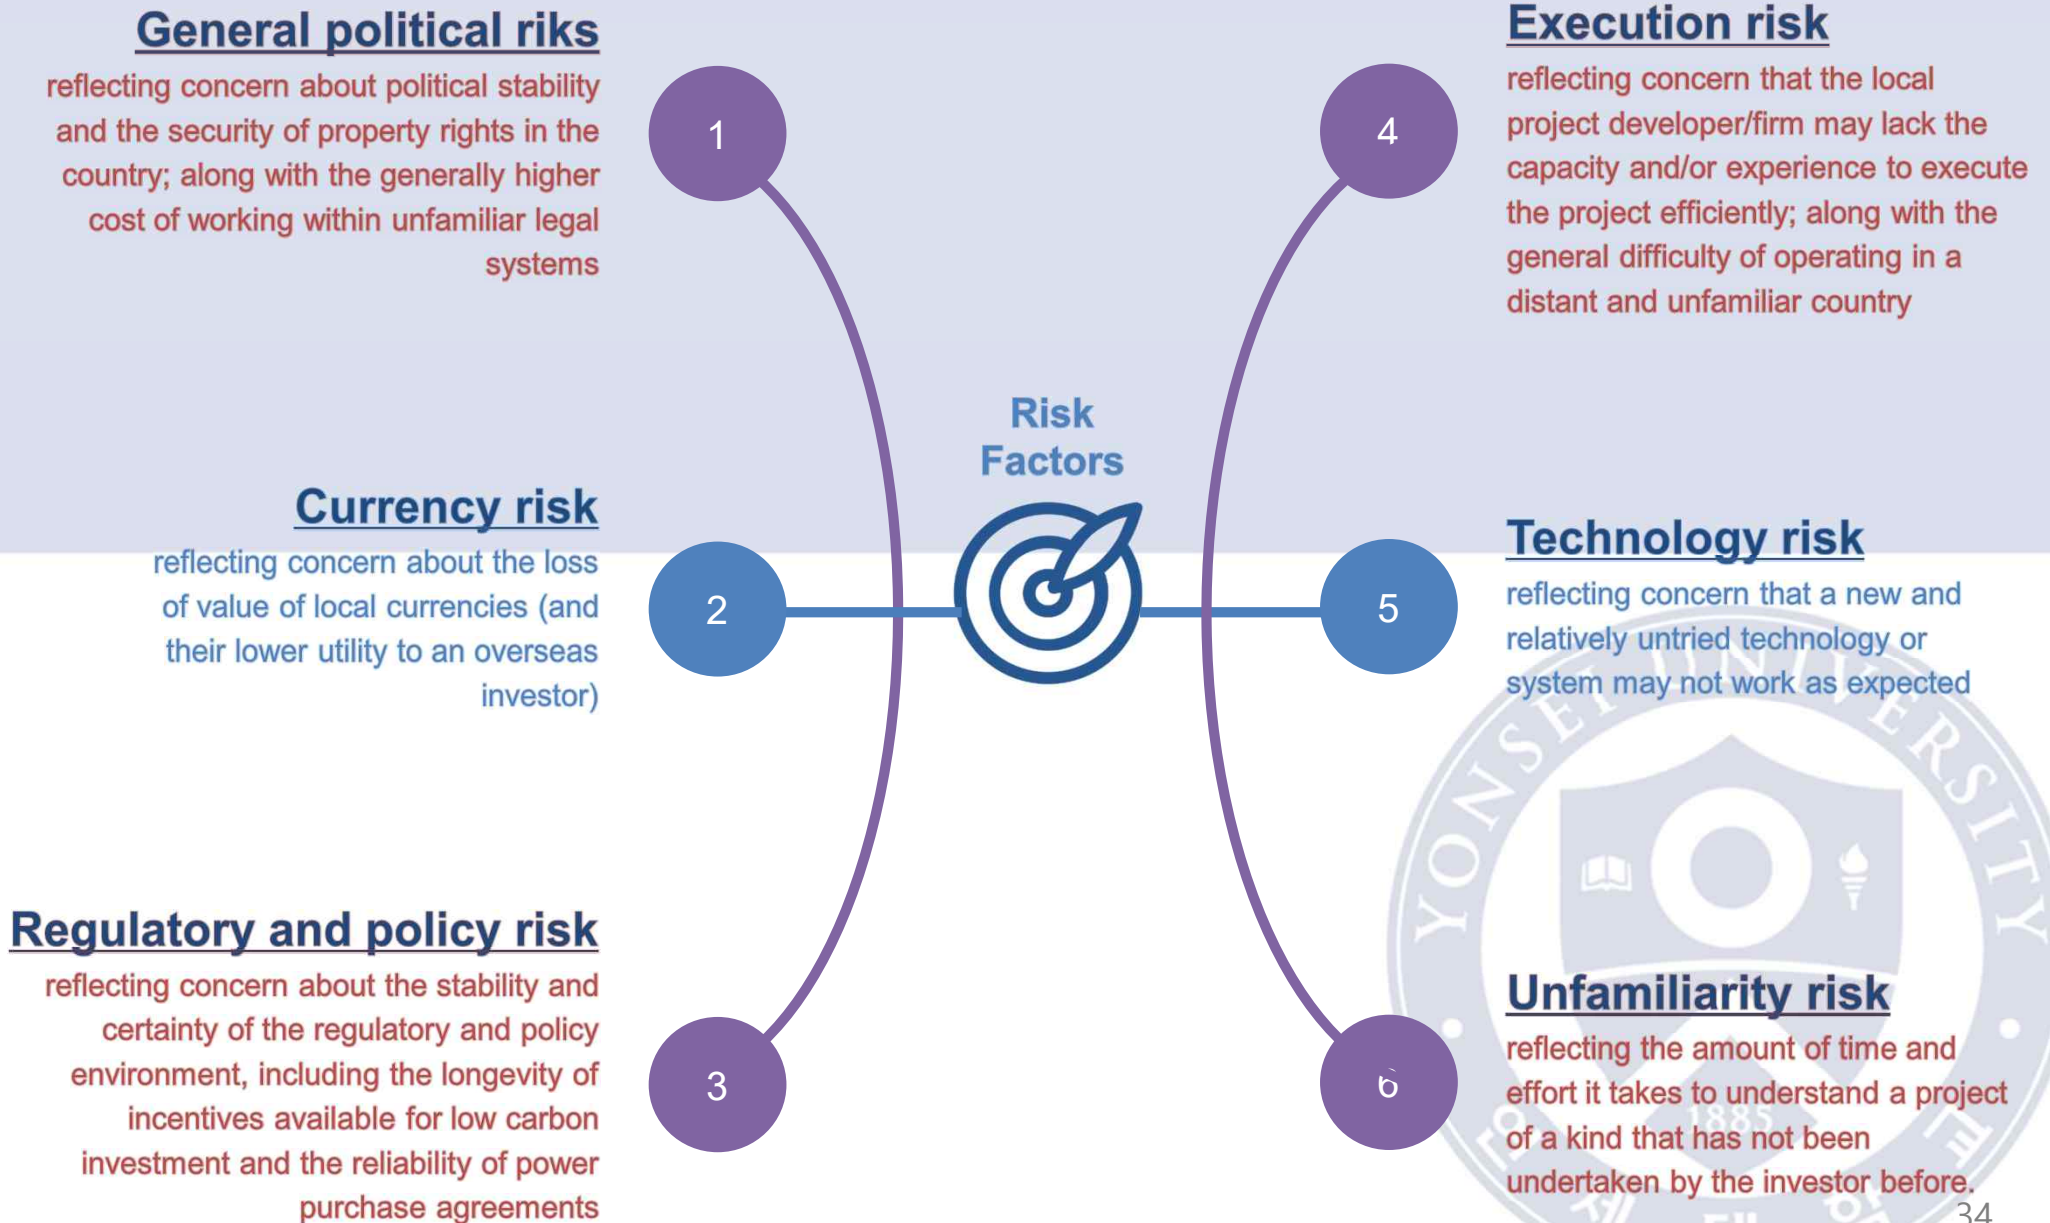 General political riks
reflecting concern about political stability
and the security of property rights in the
country; along with the generally higher
cost of working within unfamiliar legal
systems
1
Currency risk
reflecting concern about the loss
of value of local currencies (and
their lower utility to an overseas
investor)
2
Regulatory and policy risk
reflecting concern about the stability and
certainty of the regulatory and policy
environment, including the longevity of
incentives available for low carbon
investment and the reliability of power
purchase agreements
3
Risk
Factors
4
Execution risk
reflecting concern that the local
project developer/firm may lack the
capacity and/or experience to execute
the project efficiently; along with the
general difficulty of operating in a
distant and unfamiliar country
5
Technology risk
reflecting concern that a new and
relatively untried technology or
system may not work as expected
6
Unfamiliarity risk
reflecting the amount of time and
effort it takes to understand a project
of a kind that has not been
undertaken by the investor before.
YONSEI UNIVERSITY
1885
34